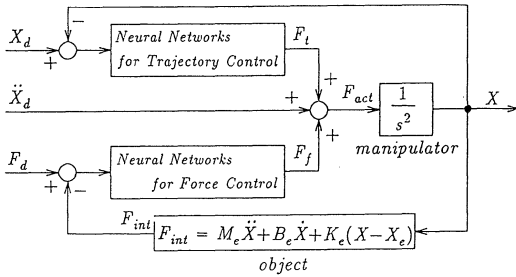 X_d
−
+
Neural Networks
for Trajectory Control
F_t
+
Ẍ_d
+
F_act
1
s²
X
manipulator
F_d
+
−
Neural Networks
for Force Control
F_f
+
F_int
F_int = M_e Ẍ + B_e Ẋ + K_e (X − X_e)
object